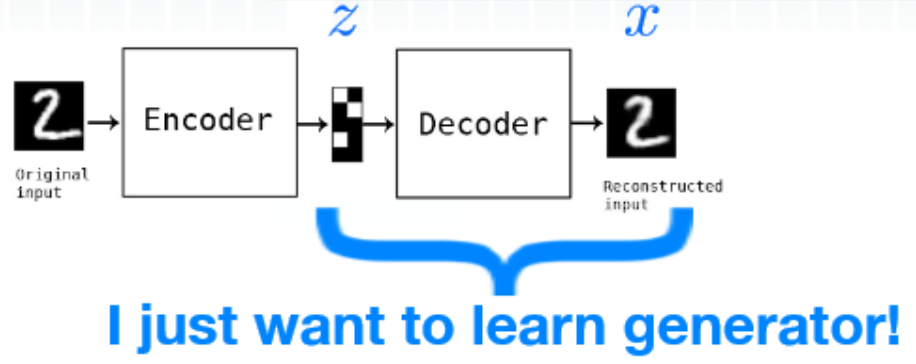 z
x
Encoder
Decoder
Original
input
Reconstructed
input
I just want to learn generator!